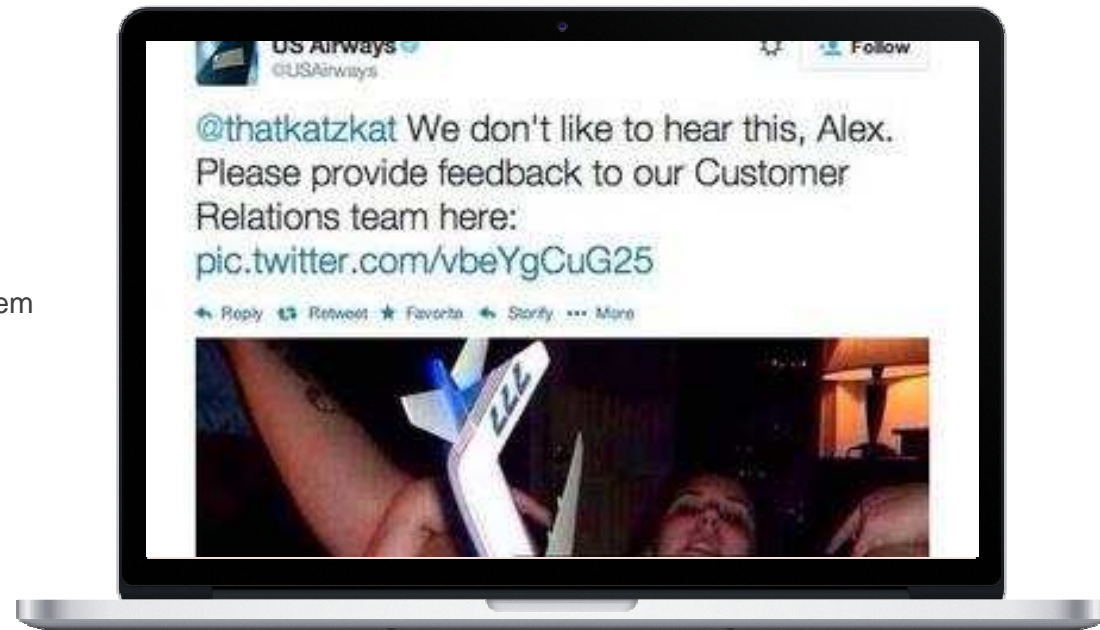 US Airways
@USAirways
Follow
@thatkatzkat We don't like to hear this, Alex.
Please provide feedback to our Customer
Relations team here:
pic.twitter.com/vbeYgCuG25
em
Reply Retweet Favorite Storify ••• More
777